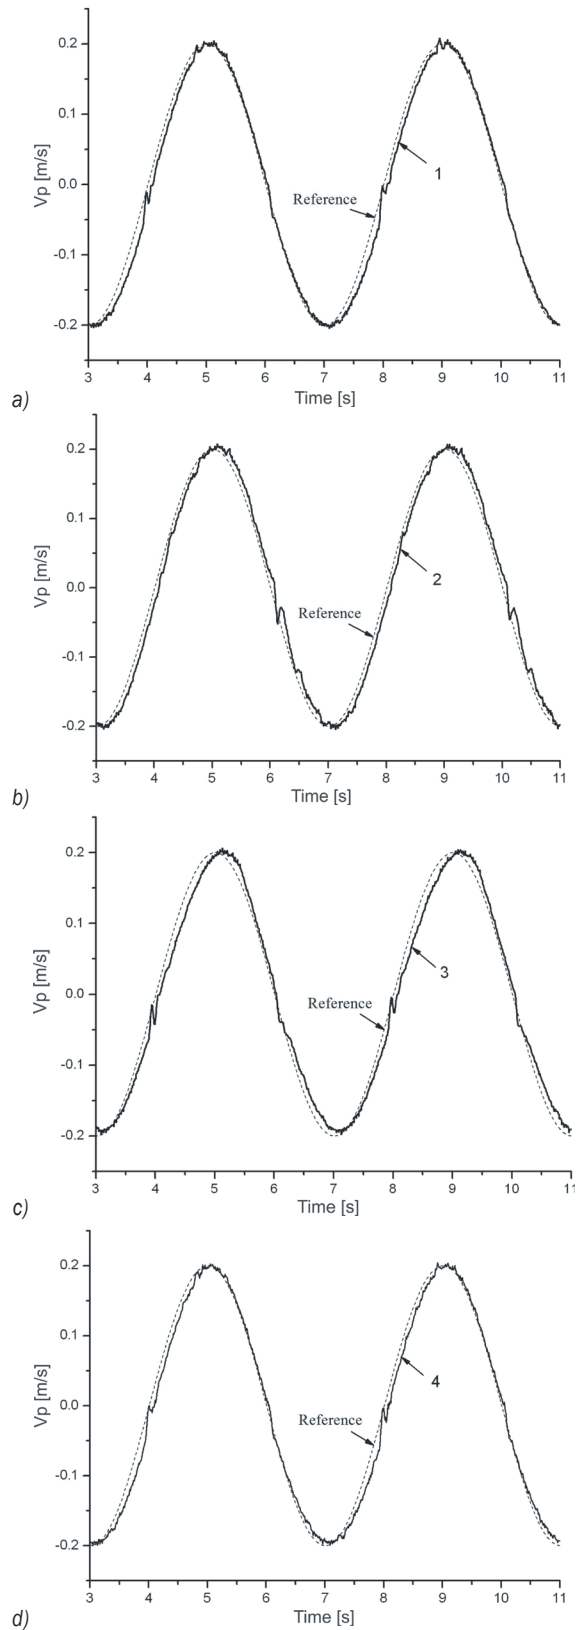 0.2
0.1
0.0
-0.1
-0.2
Vp [m/s]
Reference
1
3 4 5 6 7 8 9 10 11
Time [s]
a)
0.2
0.1
0.0
-0.1
-0.2
Vp [m/s]
Reference
2
3 4 5 6 7 8 9 10 11
Time [s]
b)
0.2
0.1
0.0
-0.1
-0.2
Vp [m/s]
Reference
3
3 4 5 6 7 8 9 10 11
Time [s]
c)
0.2
0.1
0.0
-0.1
-0.2
Vp [m/s]
Reference
4
3 4 5 6 7 8 9 10 11
Time [s]
d)